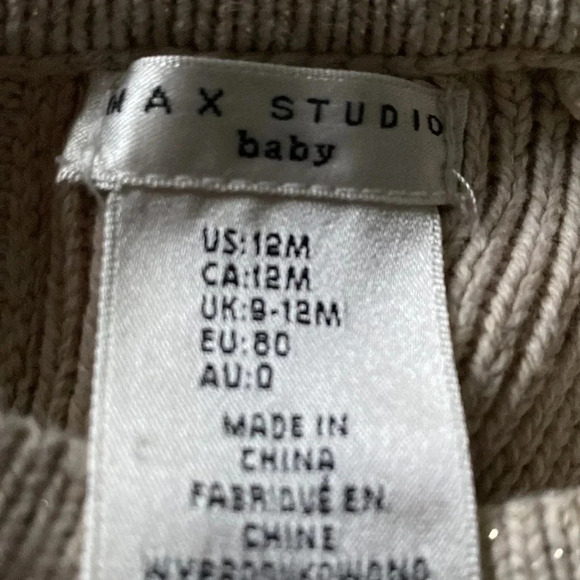 MAX STUDIO
baby
US:12M
CA:12M
UK:9-12M
EU:80
AU:0
MADE IN
CHINA
FABRIQUÉ EN
CHINE
WYPRODUKOWANO